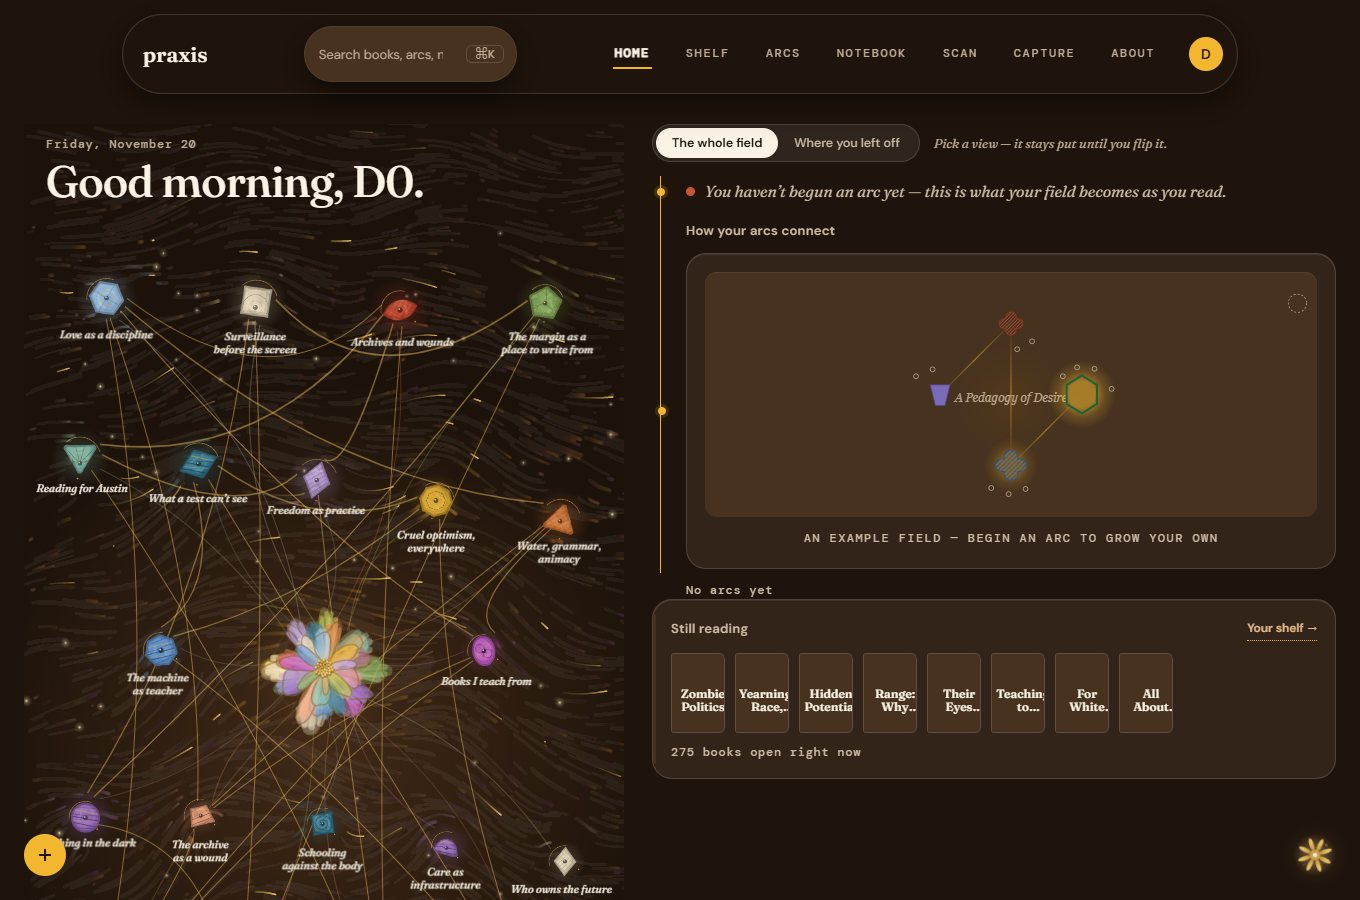 praxis
Search books, arcs, n
⌘K
HOME
SHELF
ARCS
NOTEBOOK
SCAN
CAPTURE
ABOUT
D
Friday, November 20
Good morning, D0.
Love as a discipline
Surveillance
before the screen
Archives and wounds
The margin as a
place to write from
Reading for Austin
What a test can't see
Freedom as practice
Cruel optimism,
everywhere
Water, grammar,
animacy
The machine
as teacher
Books I teach from
hing in the dark
The archive
as a wound
Schooling
against the body
Care as
infrastructure
Who owns the future
+
The whole field
Where you left off
Pick a view — it stays put until you flip it.
You haven't begun an arc yet — this is what your field becomes as you read.
How your arcs connect
A Pedagogy of Desire
AN EXAMPLE FIELD — BEGIN AN ARC TO GROW YOUR OWN
No arcs yet
Still reading
Your shelf →
Zombie
Politics
Yearning
Race,..
Hidden
Potentia
Range:
Why..
Their
Eyes..
Teaching
to...
For
White.
All
About.
275 books open right now